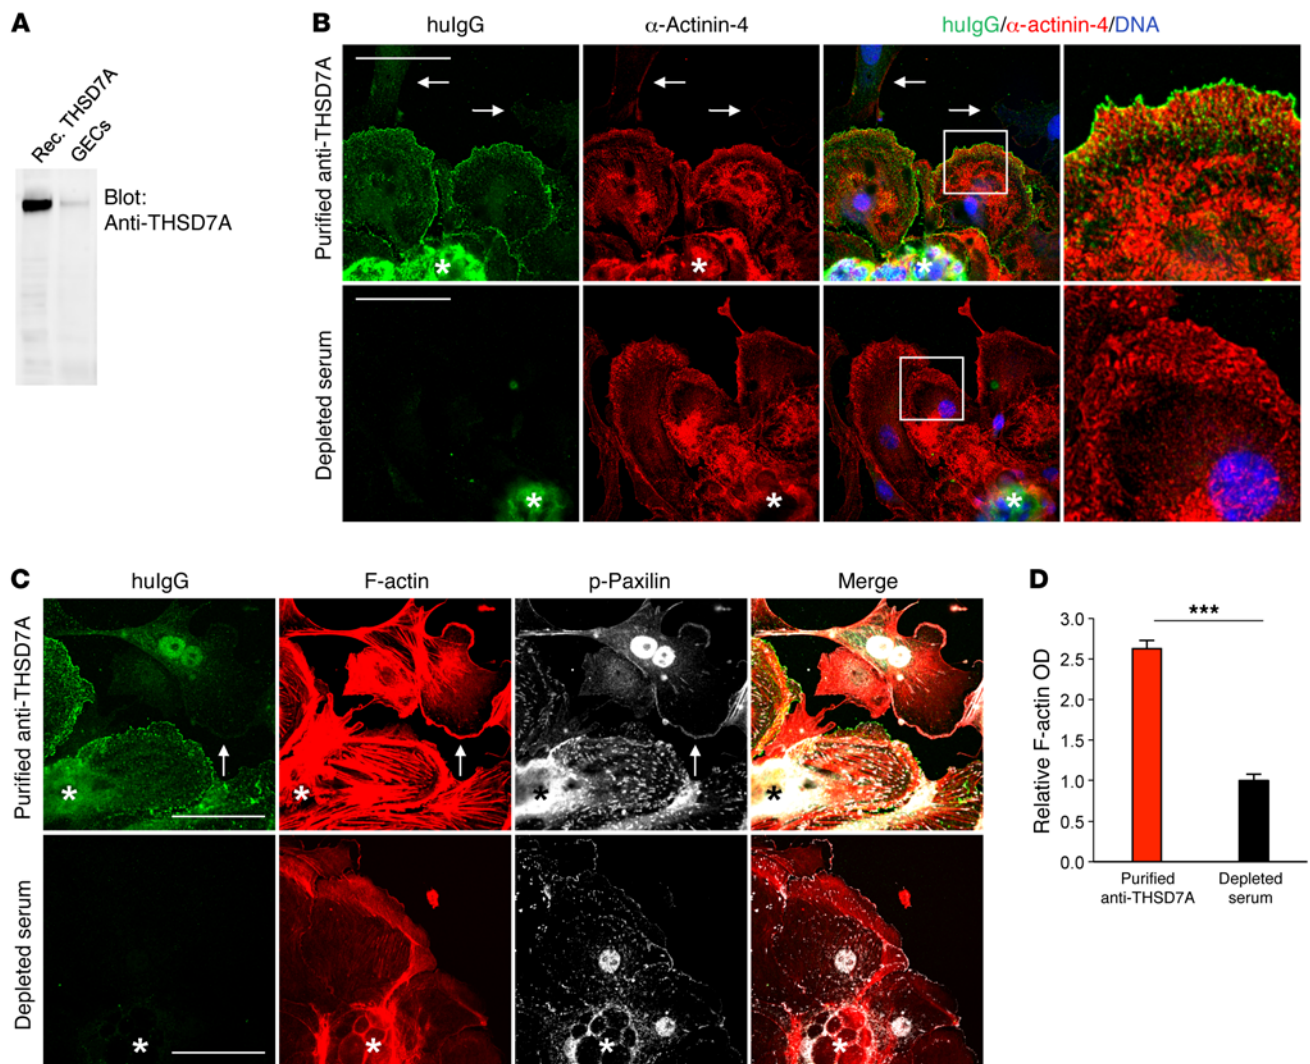 A
Rec. THSD7A
GECs
Blot:
Anti-THSD7A
B
huIgG
α-Actinin-4
huIgG/α-actinin-4/DNA
Purified anti-THSD7A
*
*
*
Depleted serum
*
*
*
C
huIgG
F-actin
p-Paxilin
Merge
Purified anti-THSD7A
*
*
*
*
Depleted serum
*
*
*
*
D
***
Relative F-actin OD
3.0
2.5
2.0
1.5
1.0
0.5
0.0
Purified
anti-THSD7A
Depleted
serum